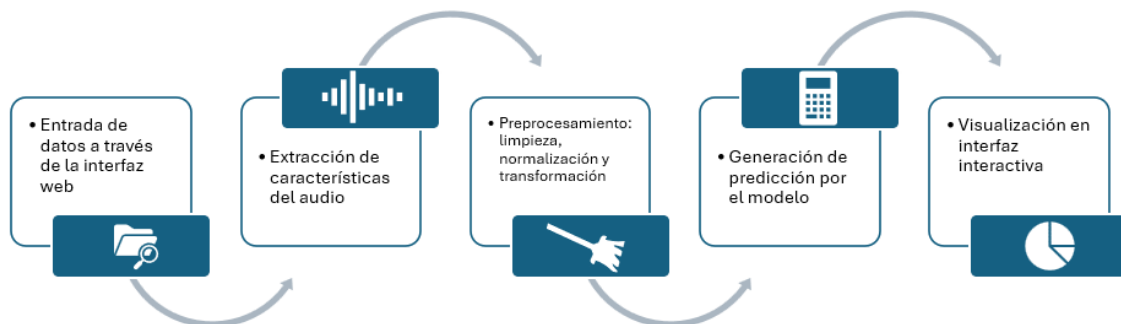 • Entrada de
datos a través
de la interfaz
web
• Extracción de
características
del audio
• Preprocesamiento:
limpieza,
normalización y
transformación
• Generación de
predicción por
el modelo
• Visualización en
interfaz
interactiva